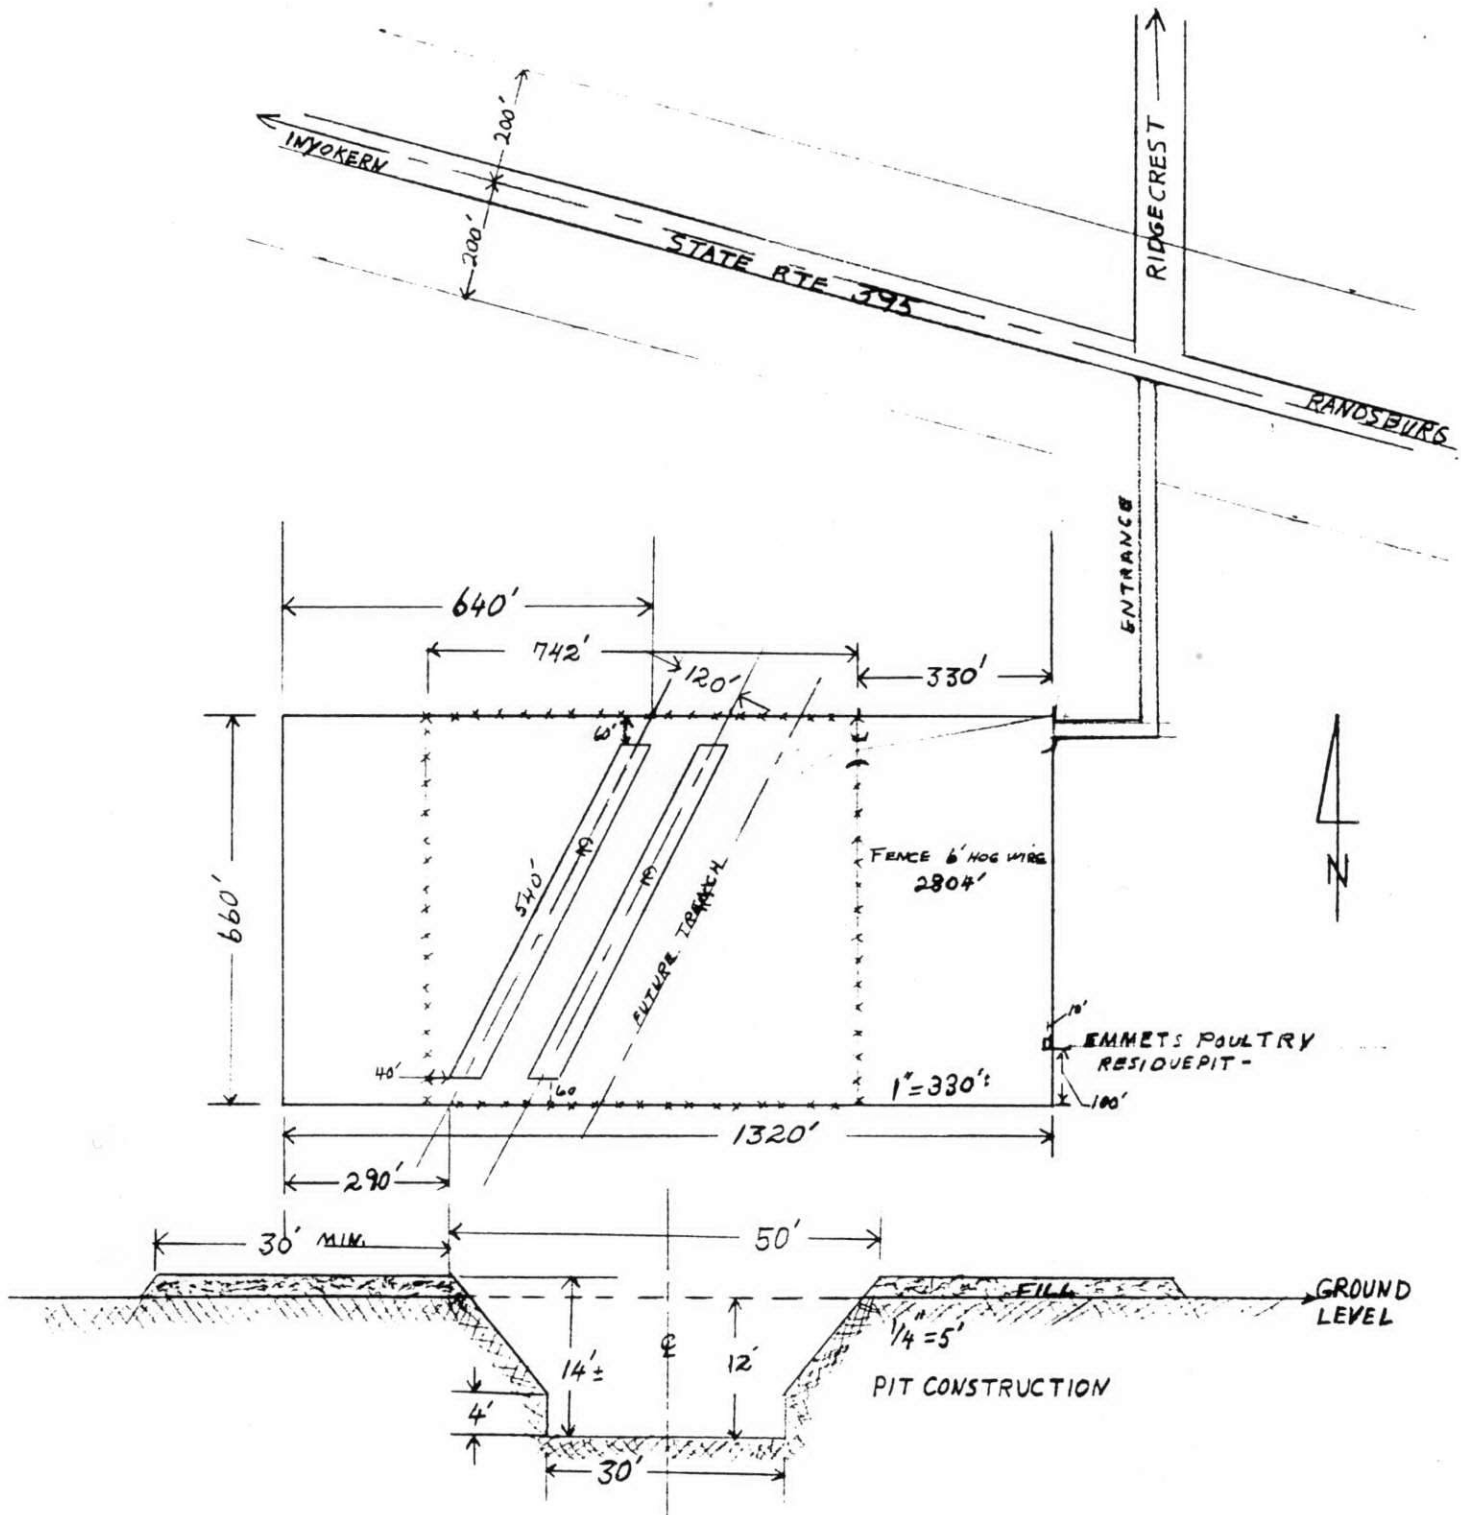 200'
INYOKERN
200'
STATE RTE 395
RIDGECREST
RANDSBURG
ENTRANCE
640'
742'
120'
330'
60'
660'
540'
FUTURE TRENCH
FENCE 6' HOG WIRE
2804'
N
40'
60
10'
EMMETS POULTRY
RESIDUE PIT -
1" = 330'±
100'
1320'
290'
30' MIN.
50'
FILL
GROUND
LEVEL
1/4" = 5'
14'±
℄
12'
PIT CONSTRUCTION
4'
30'